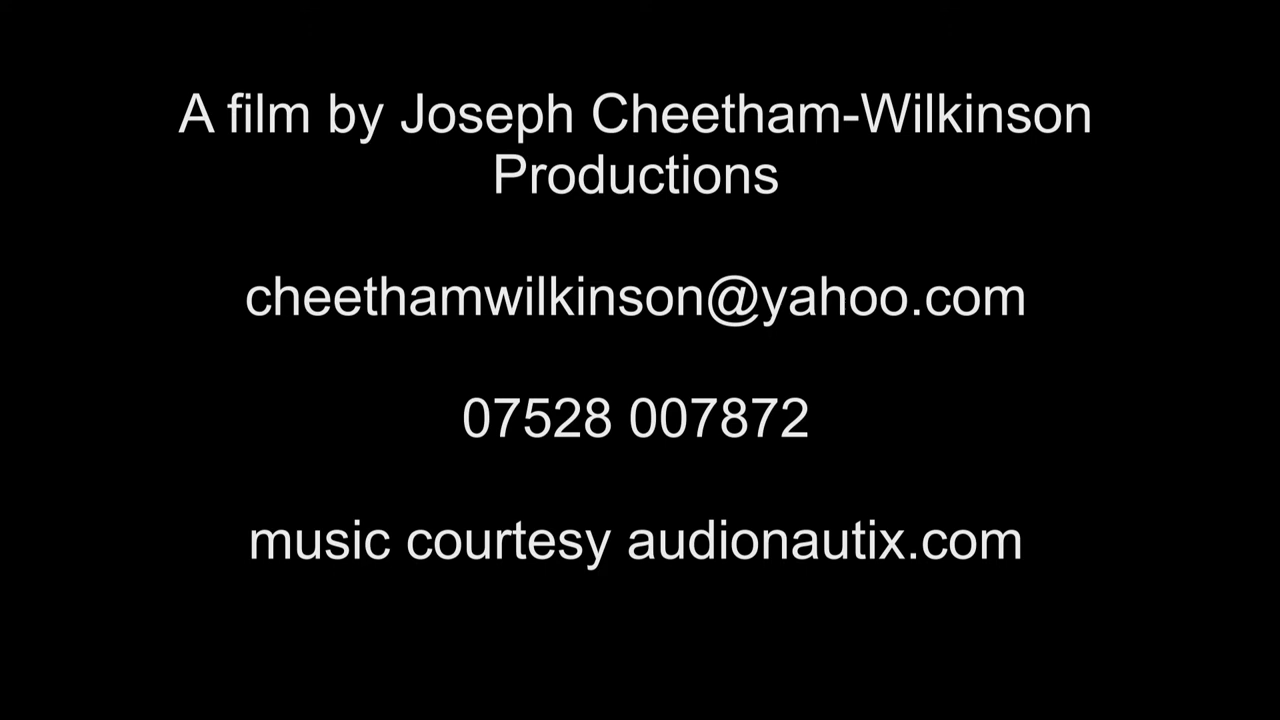 A film by Joseph Cheetham-Wilkinson
Productions
cheethamwilkinson@yahoo.com
07528 007872
music courtesy audionautix.com